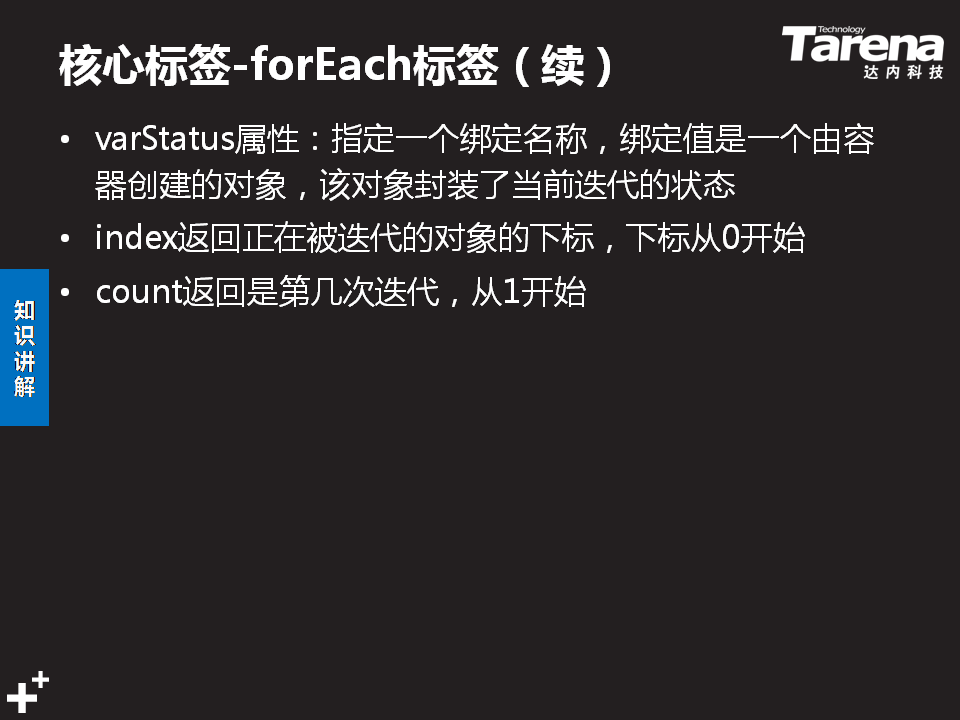 核心标签-forEach标签（续）
Technology
Tarena
达内科技
• varStatus属性：指定一个绑定名称，绑定值是一个由容
器创建的对象，该对象封装了当前迭代的状态
• index返回正在被迭代的对象的下标，下标从0开始
• count返回是第几次迭代，从1开始
知
识
讲
解